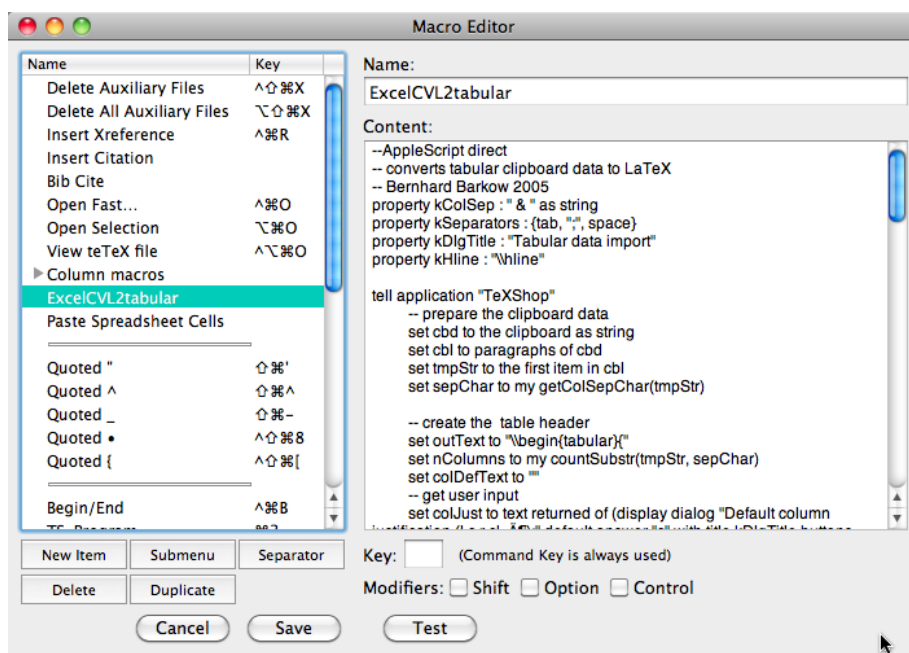 Macro Editor
Name Key
Delete Auxiliary Files ^⇧⌘X
Delete All Auxiliary Files ⌥⇧⌘X
Insert Xreference ^⌘R
Insert Citation
Bib Cite
Open Fast... ^⌘O
Open Selection ⌥⌘O
View teTeX file ^⌥⌘O
Column macros
ExcelCVL2tabular
Paste Spreadsheet Cells
Quoted " ⇧⌘'
Quoted ^ ⇧⌘^
Quoted _ ⇧⌘-
Quoted • ^⇧⌘8
Quoted { ^⇧⌘[
Begin/End ^⌘B
New Item Submenu Separator
Delete Duplicate
Cancel Save
Name:
ExcelCVL2tabular
Content:
--AppleScript direct
-- converts tabular clipboard data to LaTeX
-- Bernhard Barkow 2005
property kColSep : " & " as string
property kSeparators : {tab, ";", space}
property kDlgTitle : "Tabular data import"
property kHline : "\\hline"
tell application "TeXShop"
-- prepare the clipboard data
set cbd to the clipboard as string
set cbl to paragraphs of cbd
set tmpStr to the first item in cbl
set sepChar to my getColSepChar(tmpStr)
-- create the table header
set outText to "\\begin{tabular}{"
set nColumns to my countSubstr(tmpStr, sepChar)
set colDefText to ""
-- get user input
set colJust to text returned of (display dialog "Default column
Key: (Command Key is always used)
Modifiers: Shift Option Control
Test